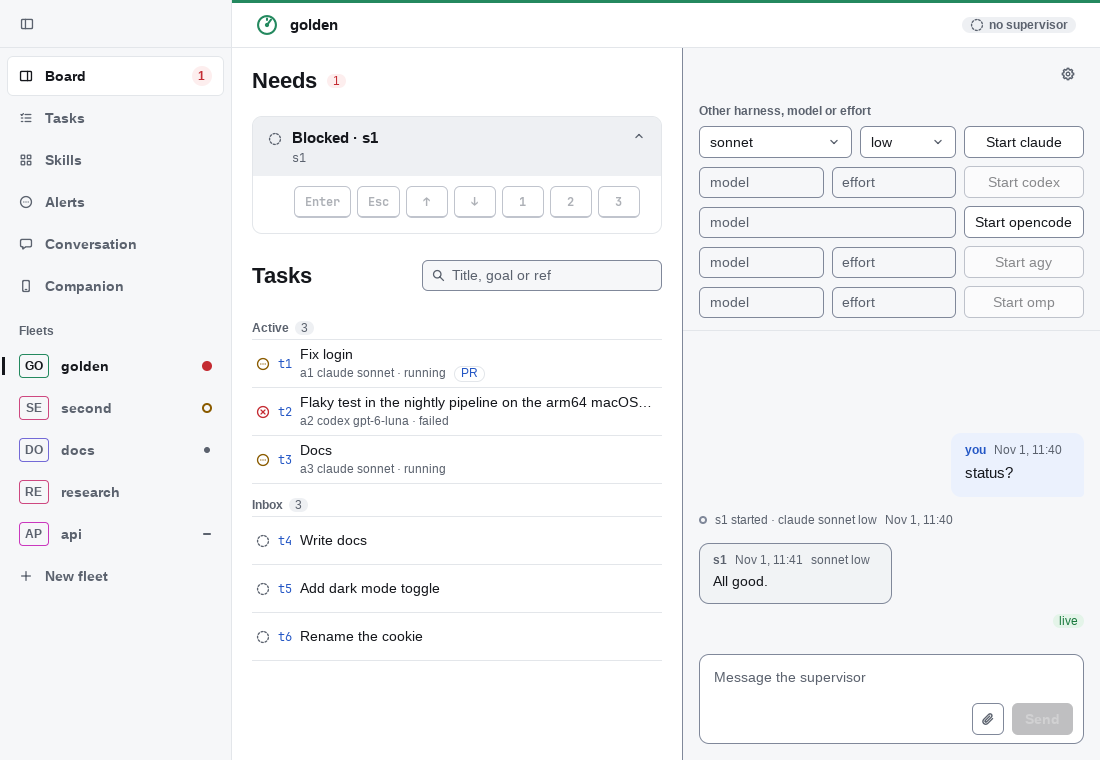 golden
no supervisor
Board 1
Tasks
Skills
Alerts
Conversation
Companion
Fleets
GO golden
SE second
DO docs
RE research
AP api
New fleet
Needs 1
Blocked · s1
s1
Enter Esc ↑ ↓ 1 2 3
Tasks
Title, goal or ref
Active 3
t1 Fix login
a1 claude sonnet · running PR
t2 Flaky test in the nightly pipeline on the arm64 macOS…
a2 codex gpt-6-luna · failed
t3 Docs
a3 claude sonnet · running
Inbox 3
t4 Write docs
t5 Add dark mode toggle
t6 Rename the cookie
Other harness, model or effort
sonnet low Start claude
model effort Start codex
model Start opencode
model effort Start agy
model effort Start omp
you Nov 1, 11:40
status?
s1 started · claude sonnet low Nov 1, 11:40
s1 Nov 1, 11:41 sonnet low
All good.
live
Message the supervisor
Send